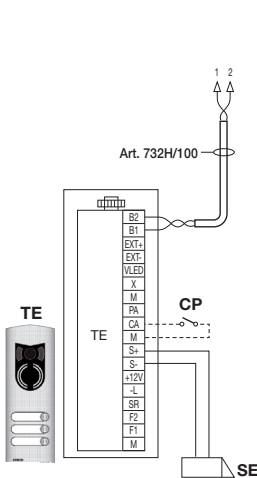 1 2
Art. 732H/100
B2
B1
EXT+
EXT-
VLED
X
M
PA
CA
M
S+
S-
+12V
-L
SR
F2
F1
M
TE
TE
CP
SE